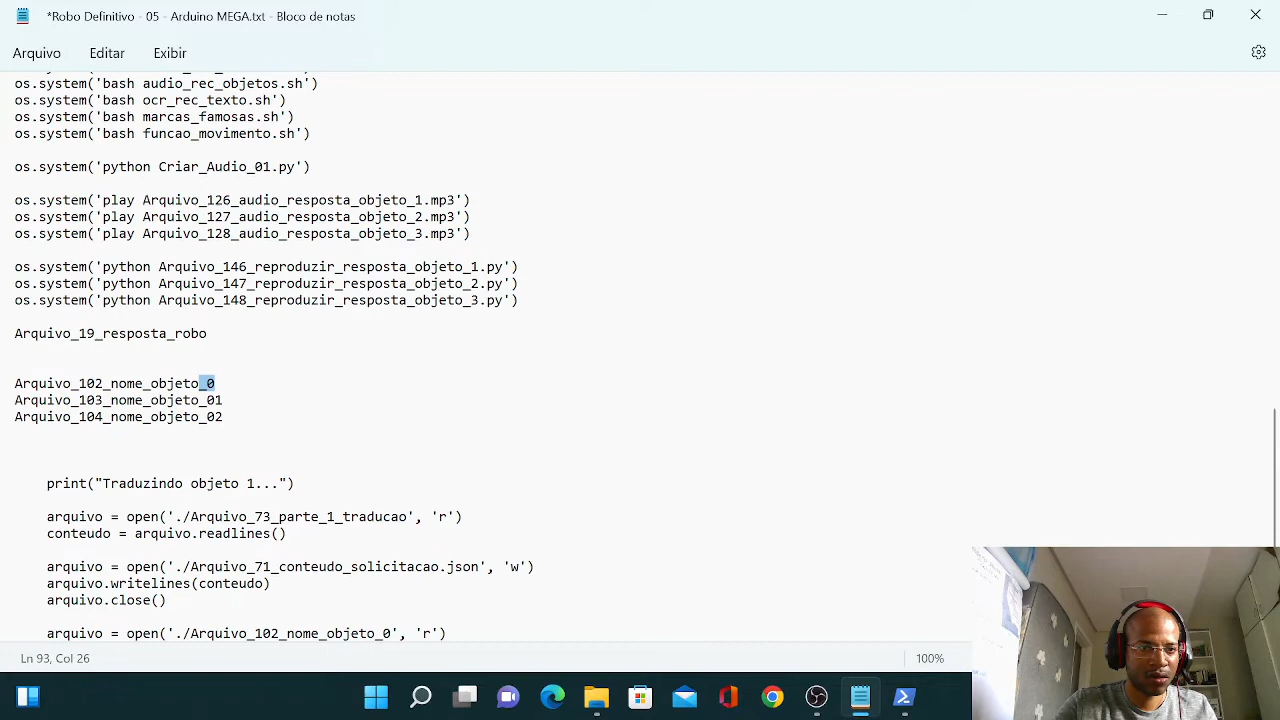 *Robo Definitivo - 05 - Arduino MEGA.txt - Bloco de notas
Arquivo Editar Exibir
os.system('bash audio_rec_objetos.sh')
os.system('bash ocr_rec_texto.sh')
os.system('bash marcas_famosas.sh')
os.system('bash funcao_movimento.sh')
os.system('python Criar_Audio_01.py')
os.system('play Arquivo_126_audio_resposta_objeto_1.mp3')
os.system('play Arquivo_127_audio_resposta_objeto_2.mp3')
os.system('play Arquivo_128_audio_resposta_objeto_3.mp3')
os.system('python Arquivo_146_reproduzir_resposta_objeto_1.py')
os.system('python Arquivo_147_reproduzir_resposta_objeto_2.py')
os.system('python Arquivo_148_reproduzir_resposta_objeto_3.py')
Arquivo_19_resposta_robo
Arquivo_102_nome_objeto_0
Arquivo_103_nome_objeto_01
Arquivo_104_nome_objeto_02
print("Traduzindo objeto 1...")
arquivo = open('./Arquivo_73_parte_1_traducao', 'r')
conteudo = arquivo.readlines()
arquivo = open('./Arquivo_71_conteudo_solicitacao.json', 'w')
arquivo.writelines(conteudo)
arquivo.close()
arquivo = open('./Arquivo_102_nome_objeto_0', 'r')
Ln 93, Col 26
100%